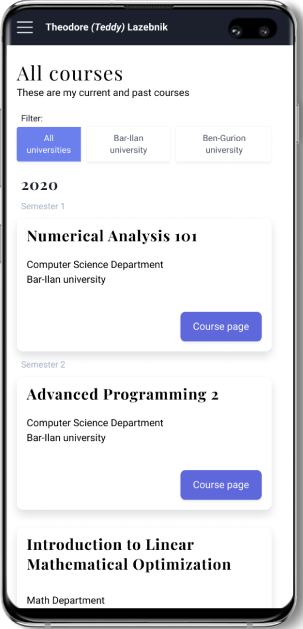 Theodore (Teddy) Lazebnik
All courses
These are my current and past courses
Filter:
All
universities
Bar-Ilan
university
Ben-Gurion
university
2020
Semester 1
Numerical Analysis 101
Computer Science Department
Bar-Ilan university
Course page
Semester 2
Advanced Programming 2
Computer Science Department
Bar-Ilan university
Course page
Introduction to Linear
Mathematical Optimization
Math Department